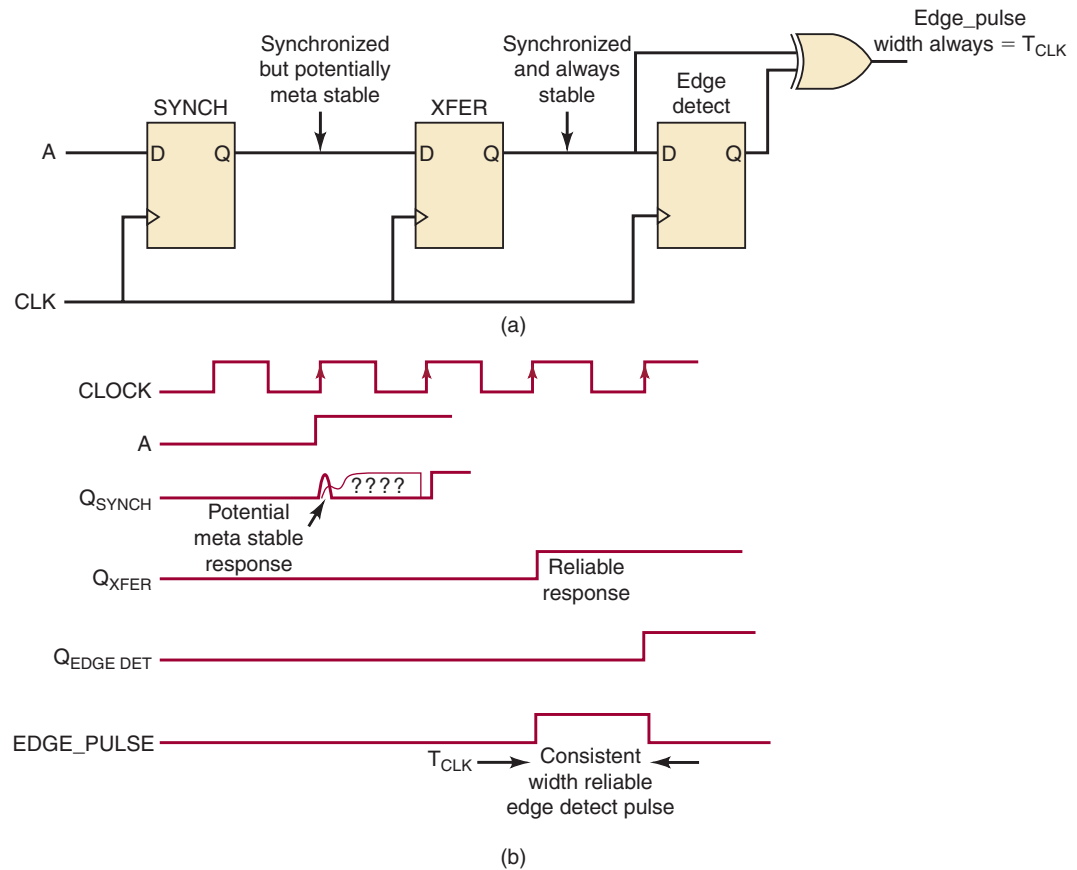 Edge_pulse
width always = T_CLK
Synchronized
but potentially
meta stable
Synchronized
and always
stable
Edge
detect
SYNCH
XFER
A
D Q
D Q
D Q
CLK
(a)
CLOCK
A
Q_SYNCH
????
Potential
meta stable
response
Q_XFER
Reliable
response
Q_EDGE DET
EDGE_PULSE
T_CLK
Consistent
width reliable
edge detect pulse
(b)